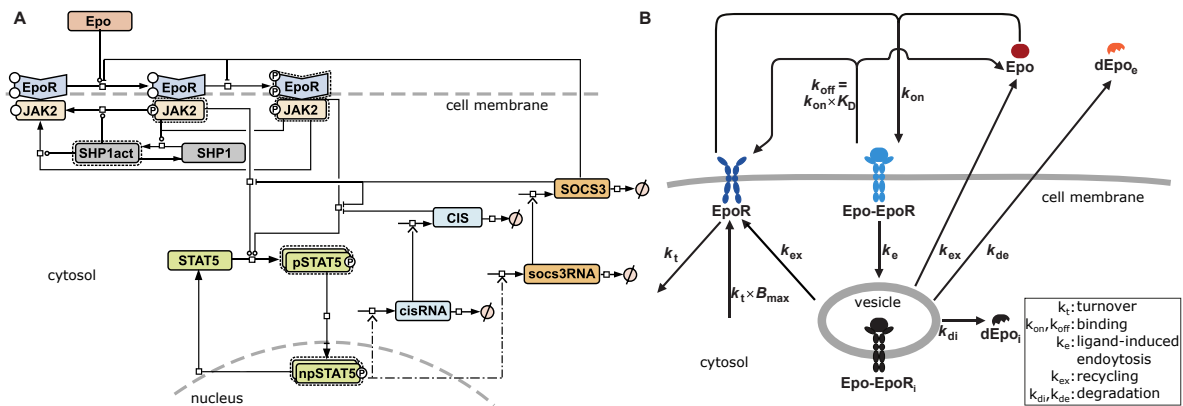 A
Epo
EpoR
EpoR
EpoR
P
P
JAK2
P
JAK2
P
JAK2
cell membrane
SHP1act
SHP1
SOCS3
CIS
STAT5
pSTAT5
P
socs3RNA
cytosol
cisRNA
npSTAT5
P
nucleus
B
Epo
dEpoe
koff =
kon×KD
kon
cell membrane
EpoR
Epo-EpoR
kt
kex
ke
kex
kde
kt×Bmax
vesicle
kdi
dEpoi
cytosol
Epo-EpoRi
kt: turnover
kon,koff: binding
ke: ligand-induced
endoytosis
kex: recycling
kdi,kde: degradation